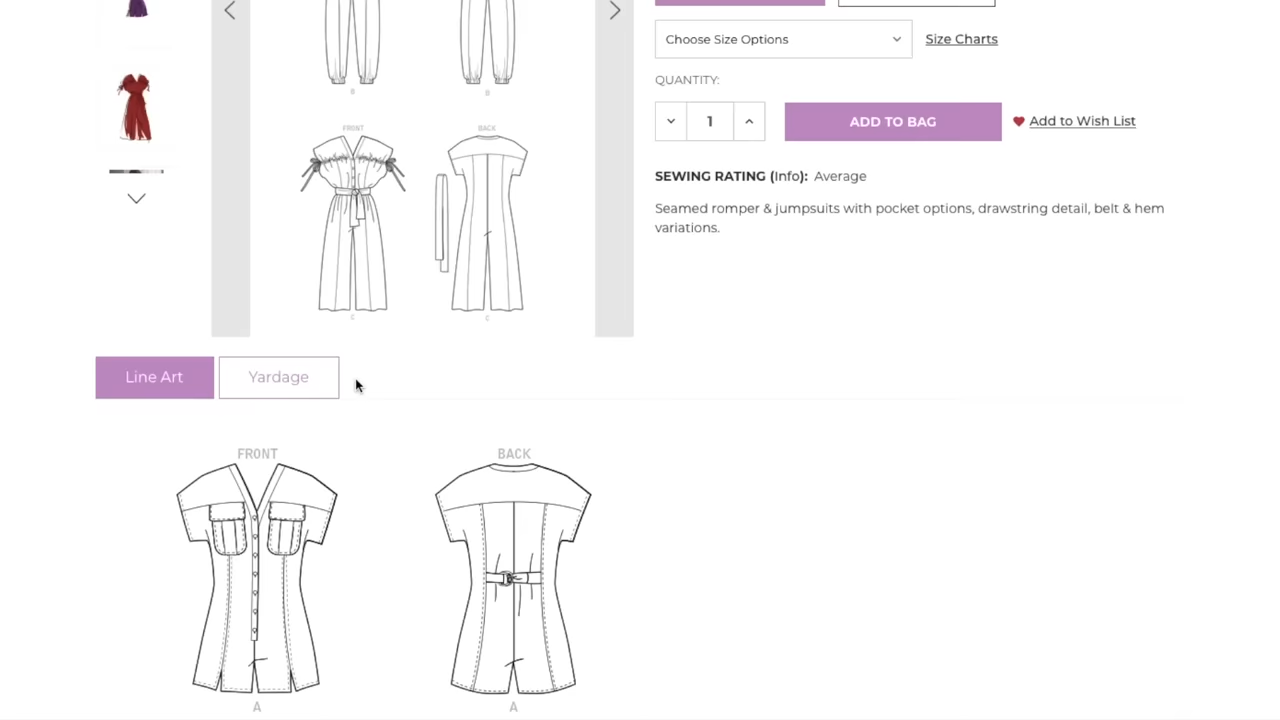 Choose Size Options
Size Charts
QUANTITY:
1
ADD TO BAG
Add to Wish List
SEWING RATING (Info): Average
Seamed romper & jumpsuits with pocket options, drawstring detail, belt & hem
variations.
B
B
FRONT
BACK
C
C
Line Art
Yardage
FRONT
BACK
A
A